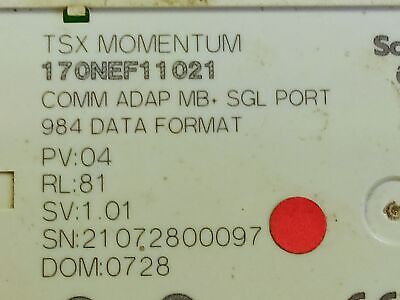 TSX MOMENTUM
170NEF11021
COMM ADAP MB+ SGL PORT
984 DATA FORMAT
PV:04
RL:81
SV:1.01
SN:21072800097
DOM:0728